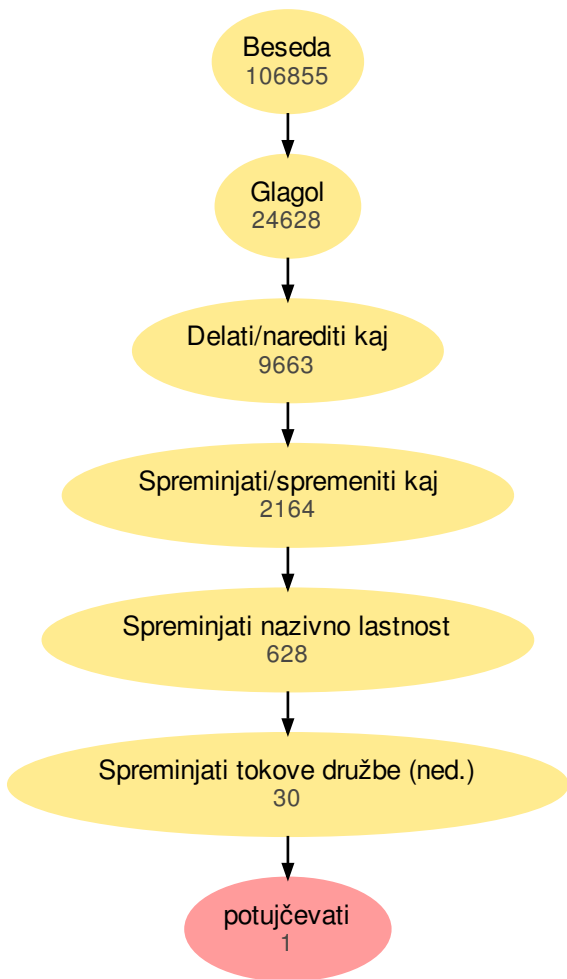 Beseda
106855
Glagol
24628
Delati/narediti kaj
9663
Spreminjati/spremeniti kaj
2164
Spreminjati nazivno lastnost
628
Spreminjati tokove družbe (ned.)
30
potujčevati
1